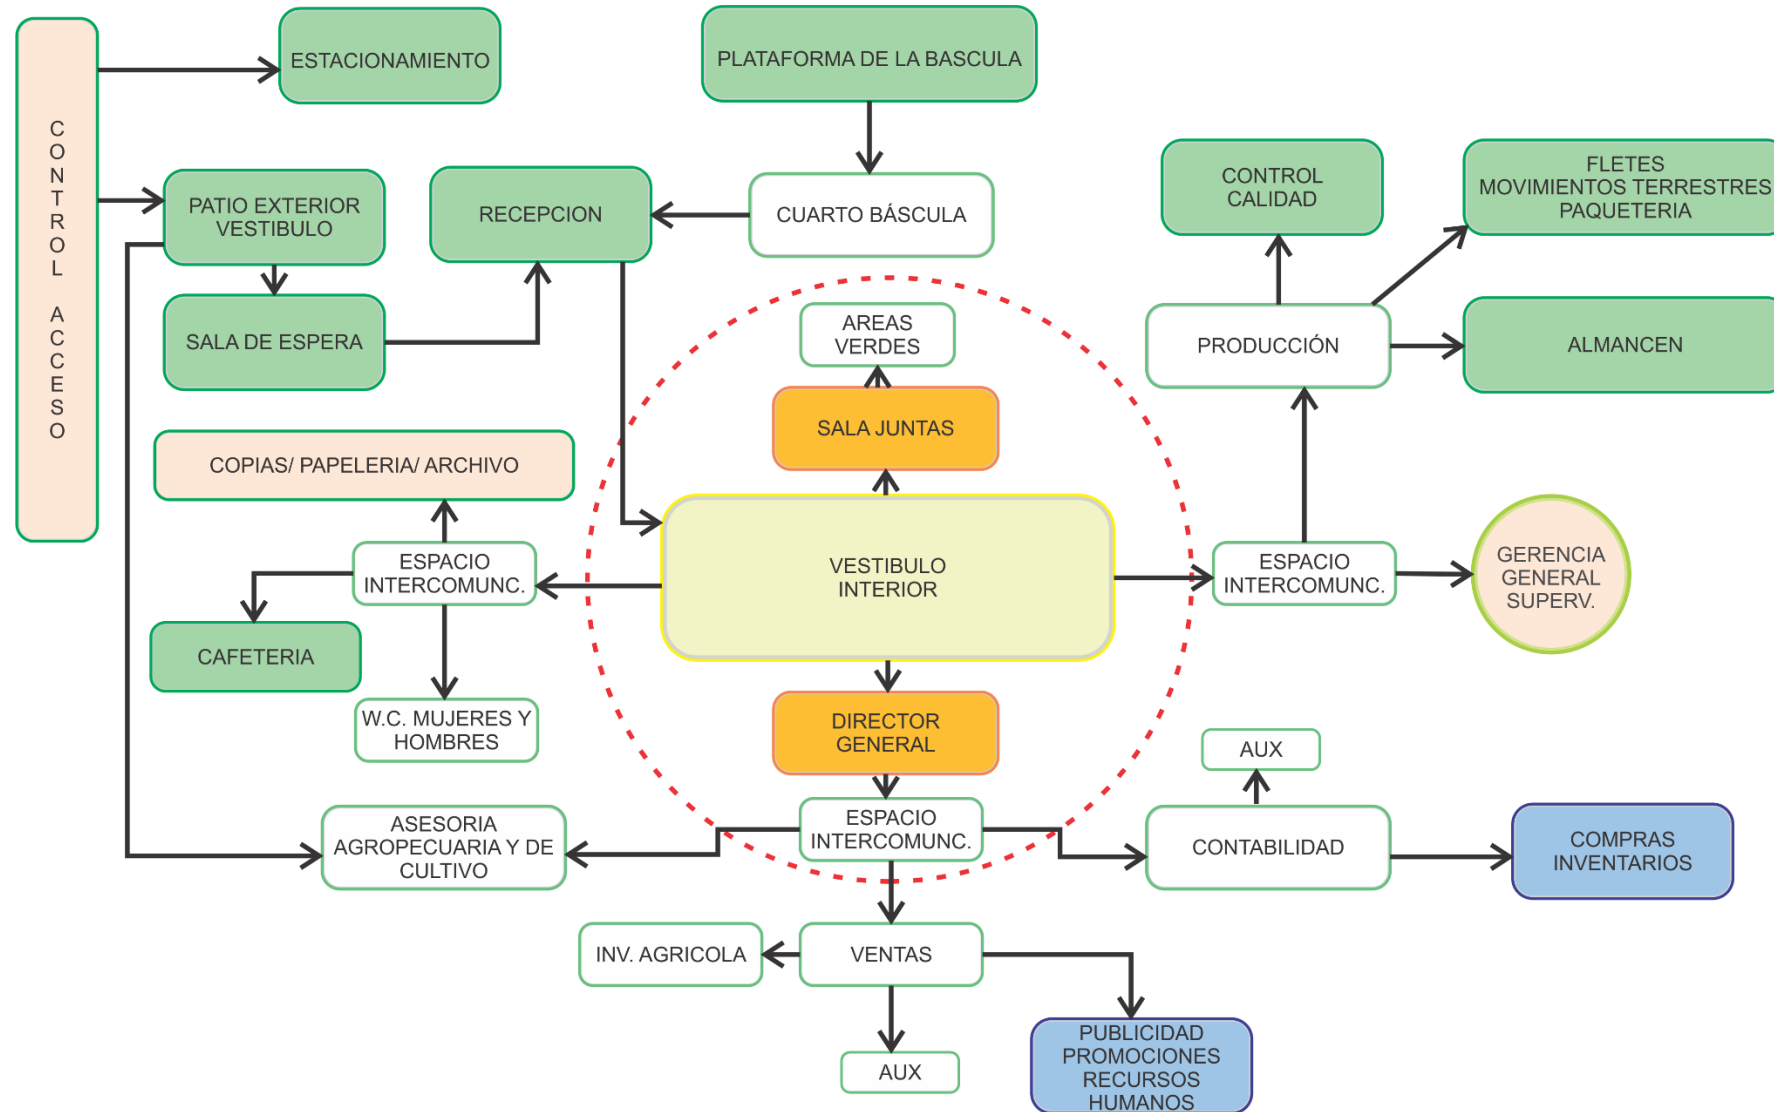 CONTROL ACCESO
ESTACIONAMIENTO
PLATAFORMA DE LA BASCULA
PATIO EXTERIOR
VESTIBULO
RECEPCION
CUARTO BÁSCULA
CONTROL
CALIDAD
FLETES
MOVIMIENTOS TERRESTRES
PAQUETERIA
SALA DE ESPERA
AREAS
VERDES
PRODUCCIÓN
ALMANCEN
SALA JUNTAS
COPIAS/ PAPELERIA/ ARCHIVO
ESPACIO
INTERCOMUNC.
VESTIBULO
INTERIOR
ESPACIO
INTERCOMUNC.
GERENCIA
GENERAL
SUPERV.
CAFETERIA
W.C. MUJERES Y
HOMBRES
DIRECTOR
GENERAL
AUX
ASESORIA
AGROPECUARIA Y DE
CULTIVO
ESPACIO
INTERCOMUNC.
CONTABILIDAD
COMPRAS
INVENTARIOS
INV. AGRICOLA
VENTAS
AUX
PUBLICIDAD
PROMOCIONES
RECURSOS
HUMANOS